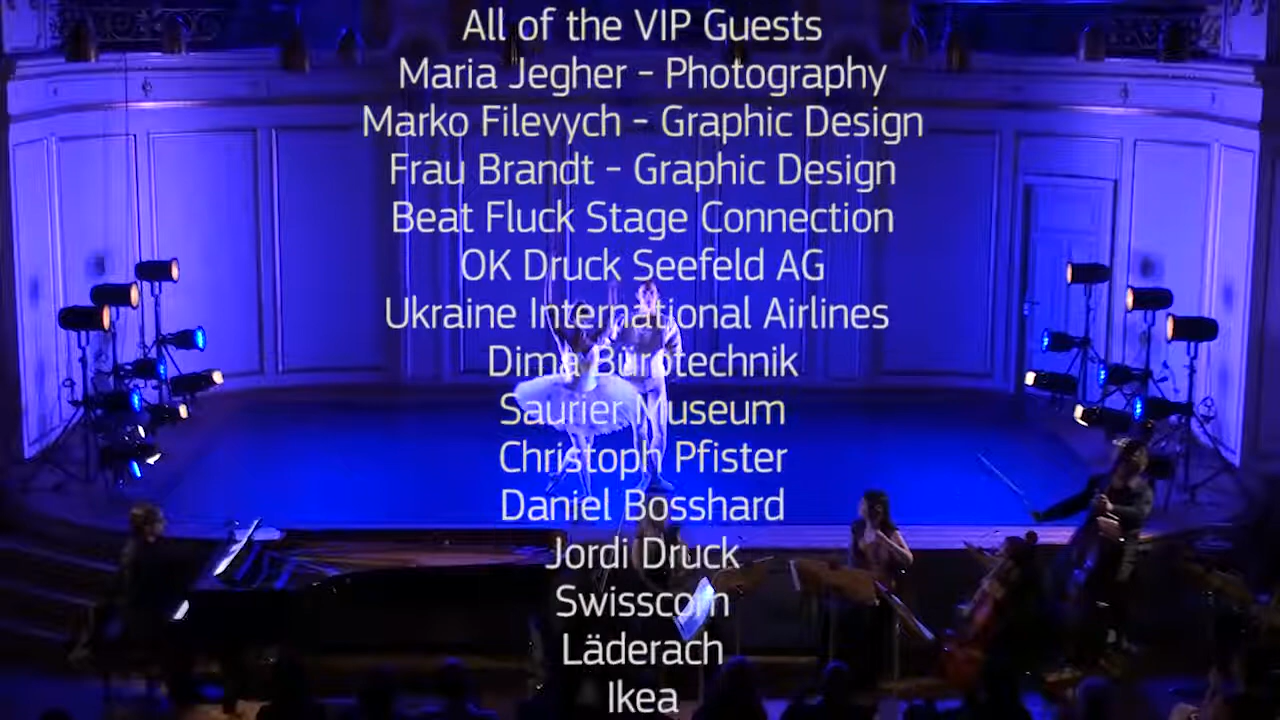 All of the VIP Guests
Maria Jegher - Photography
Marko Filevych - Graphic Design
Frau Brandt - Graphic Design
Beat Fluck Stage Connection
OK Druck Seefeld AG
Ukraine International Airlines
Dima Bürotechnik
Saurier Museum
Christoph Pfister
Daniel Bosshard
Jordi Druck
Swisscom
Läderach
Ikea